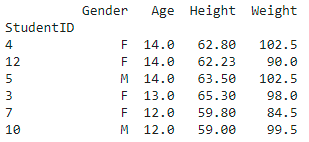 Gender Age Height Weight
StudentID
4 F 14.0 62.80 102.5
12 F 14.0 62.23 90.0
5 M 14.0 63.50 102.5
3 F 13.0 65.30 98.0
7 F 12.0 59.80 84.5
10 M 12.0 59.00 99.5